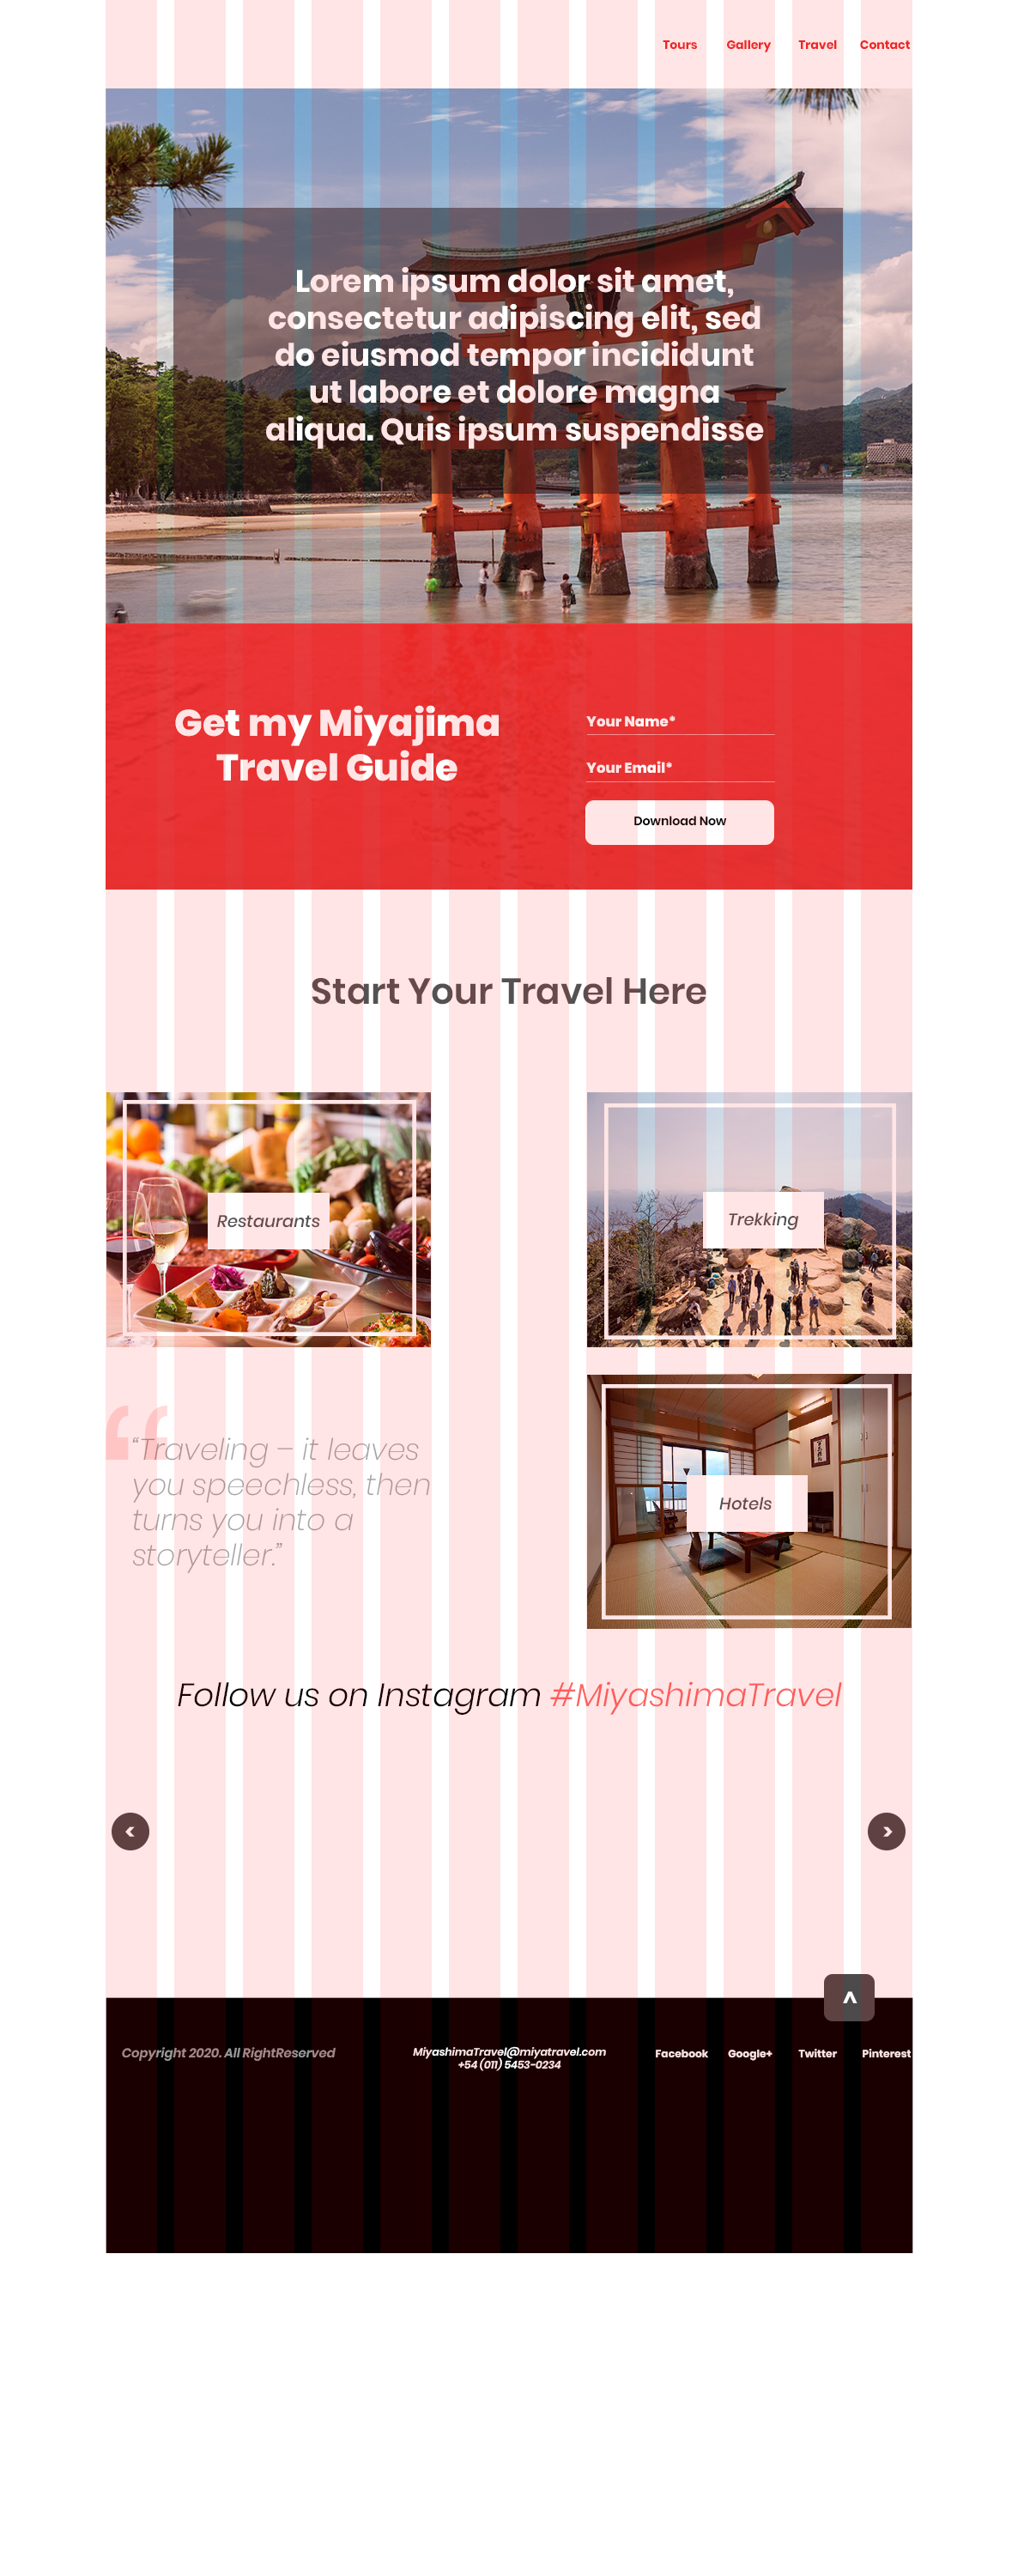 Tours Gallery Travel Contact
Lorem ipsum dolor sit amet,
consectetur adipiscing elit, sed
do eiusmod tempor incididunt
ut labore et dolore magna
aliqua. Quis ipsum suspendisse
Get my Miyajima
Travel Guide
Your Name*
Your Email*
Download Now
Start Your Travel Here
Restaurants
Trekking
“Traveling – it leaves
you speechless, then
turns you into a
storyteller.”
Hotels
Follow us on Instagram #MiyashimaTravel
< >
^
Copyright 2020. All RightReserved
MiyashimaTravel@miyatravel.com
+54 (011) 5453-0234
Facebook Google+ Twitter Pinterest